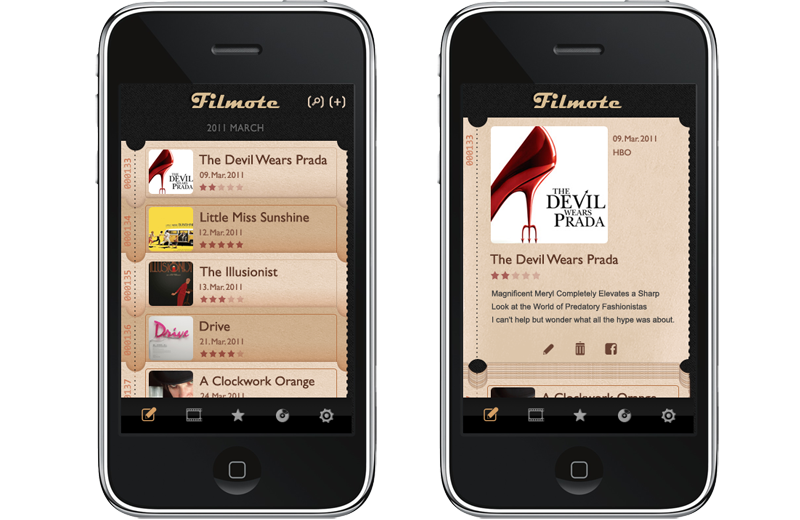 Filmote
(+)
2011 MARCH
000133
The Devil Wears Prada
09. Mar. 2011
THE
DEVIL
WEARS
PRADA
000134
Little Miss Sunshine
12. Mar. 2011
000135
The Illusionist
13. Mar. 2011
000136
Drive
21. Mar. 2011
Drive
000137
A Clockwork Orange
24. Mar. 2011
Filmote
000133
09. Mar. 2011
HBO
THE
DEVIL
WEARS
PRADA
The Devil Wears Prada
Magnificent Meryl Completely Elevates a Sharp
Look at the World of Predatory Fashionistas
I can't help but wonder what all the hype was about.
A Clockwork Orange